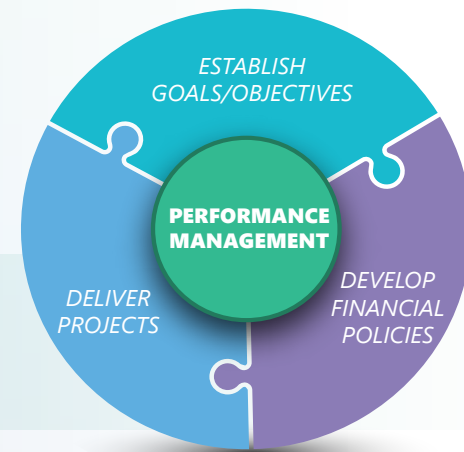 ESTABLISH
GOALS/OBJECTIVES
PERFORMANCE
MANAGEMENT
DELIVER
PROJECTS
DEVELOP
FINANCIAL
POLICIES